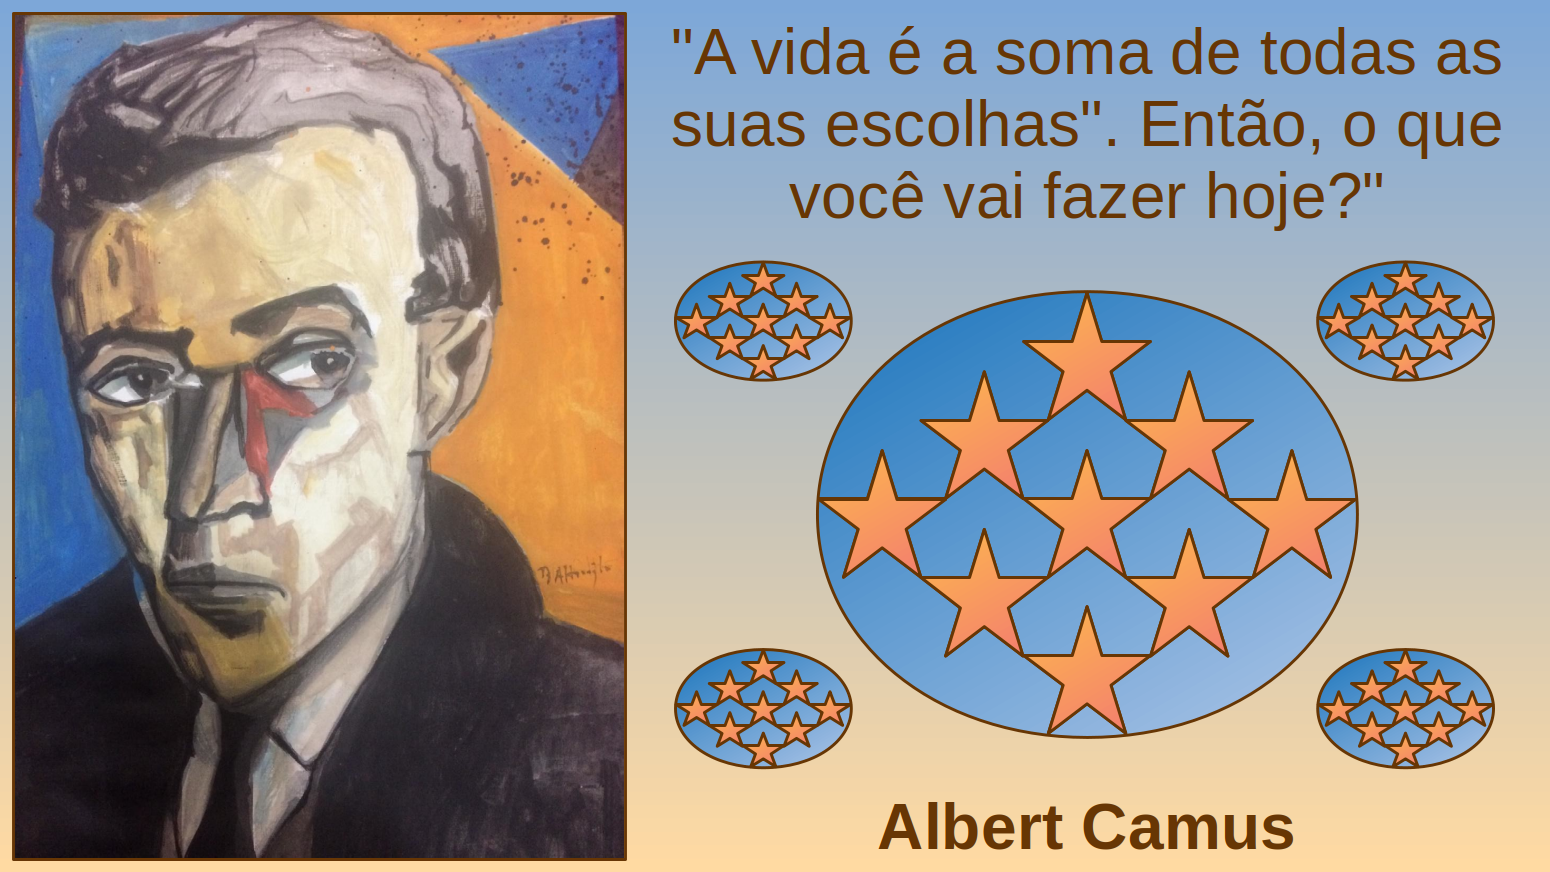 "A vida é a soma de todas as
suas escolhas". Então, o que
você vai fazer hoje?"
Albert Camus